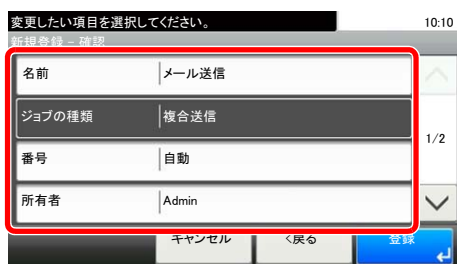 変更したい項目を選択してください。 10:10
新規登録 - 確認
名前 メール送信
ジョブの種類 複合送信
1/2
番号 自動
所有者 Admin
キャンセル <戻る 登録